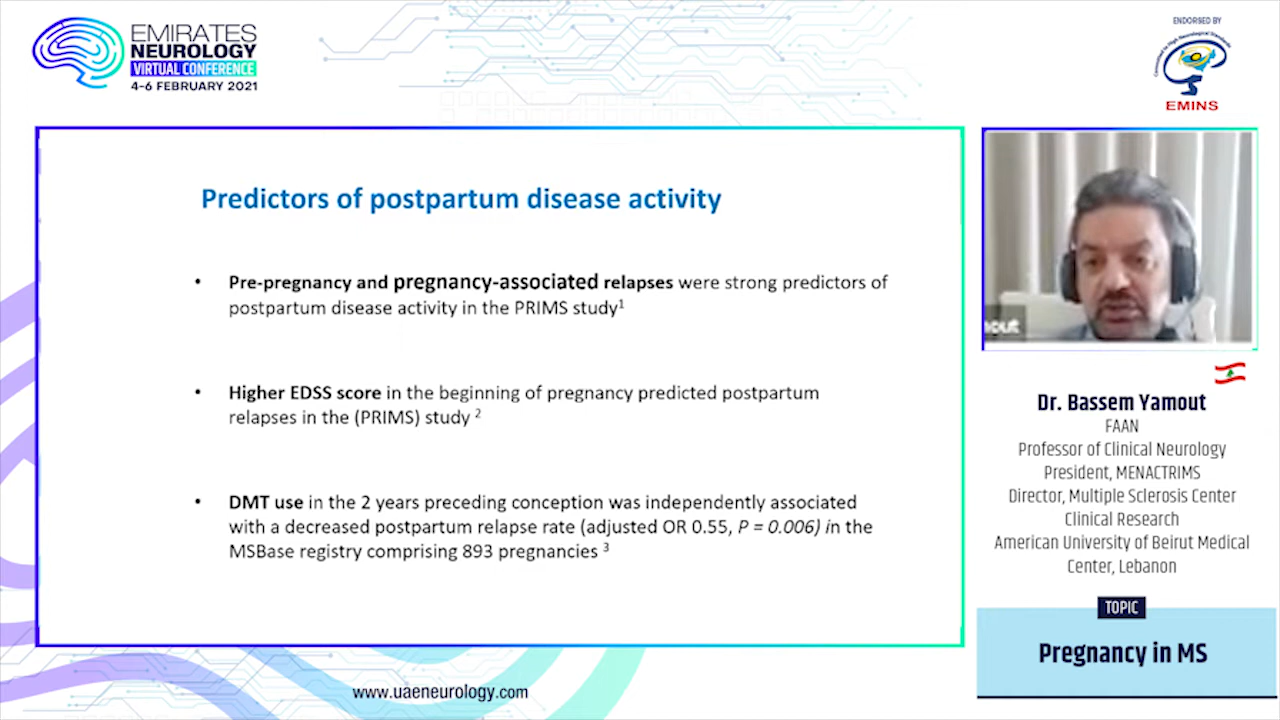 EMIRATES
NEUROLOGY
VIRTUAL CONFERENCE
4-6 FEBRUARY 2021
ENDORSED BY
Committed to High Neurological Standards
EMINS
Predictors of postpartum disease activity
• Pre-pregnancy and pregnancy-associated relapses were strong predictors of
postpartum disease activity in the PRIMS study1
• Higher EDSS score in the beginning of pregnancy predicted postpartum
relapses in the (PRIMS) study 2
• DMT use in the 2 years preceding conception was independently associated
with a decreased postpartum relapse rate (adjusted OR 0.55, P = 0.006) in the
MSBase registry comprising 893 pregnancies 3
Dr. Bassem Yamout
FAAN
Professor of Clinical Neurology
President, MENACTRIMS
Director, Multiple Sclerosis Center
Clinical Research
American University of Beirut Medical
Center, Lebanon
TOPIC
Pregnancy in MS
www.uaeneurology.com